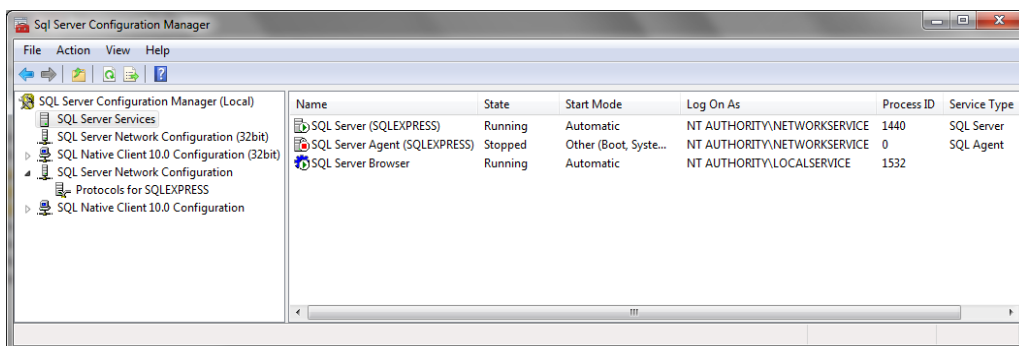 Sql Server Configuration Manager
File Action View Help
SQL Server Configuration Manager (Local)
SQL Server Services
SQL Server Network Configuration (32bit)
SQL Native Client 10.0 Configuration (32bit)
SQL Server Network Configuration
Protocols for SQLEXPRESS
SQL Native Client 10.0 Configuration
Name State Start Mode Log On As Process ID Service Type
SQL Server (SQLEXPRESS) Running Automatic NT AUTHORITY\NETWORKSERVICE 1440 SQL Server
SQL Server Agent (SQLEXPRESS) Stopped Other (Boot, Syste... NT AUTHORITY\NETWORKSERVICE 0 SQL Agent
SQL Server Browser Running Automatic NT AUTHORITY\LOCALSERVICE 1532